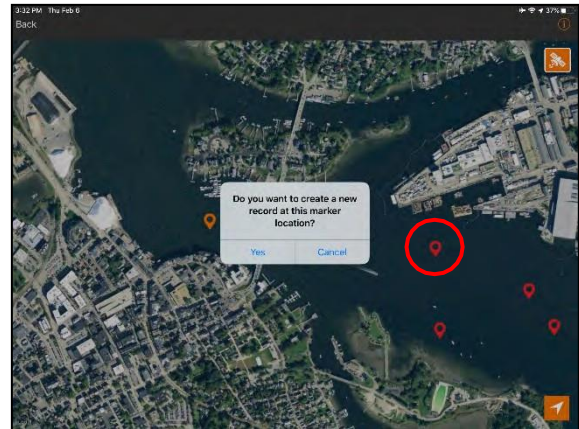 3:32 PM Thu Feb 6
37%
Back
Do you want to create a new
record at this marker
location?
Yes
Cancel